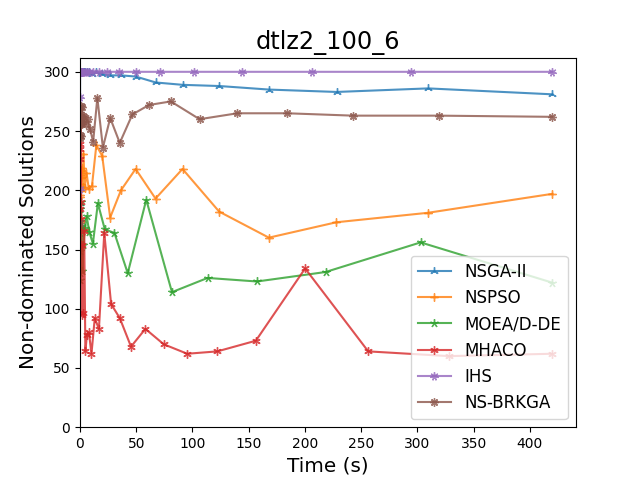 dtlz2_100_6
Non-dominated Solutions
300
250
200
150
100
50
0
0 50 100 150 200 250 300 350 400
Time (s)
NSGA-II
NSPSO
MOEA/D-DE
MHACO
IHS
NS-BRKGA